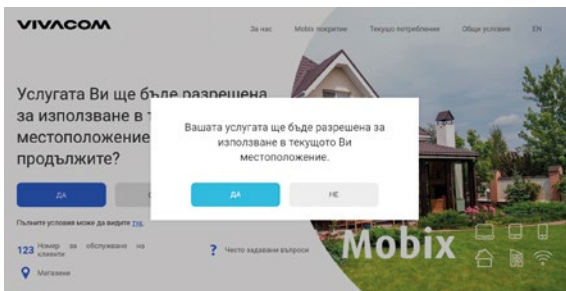 VIVACOM
За нас Mobix покритие Текущо потребление Общи условия EN
Услугата Ви ще бъде разрешена
за използване в т
местоположение
продължите?
Вашата услугата ще бъде разрешена за
използване в текущото Ви
местоположение.
ДА НЕ
ДА
Пълните условия може да видите тук.
123 Номер за обслужване на
клиенти
? Често задавани въпроси
Магазини
Mobix